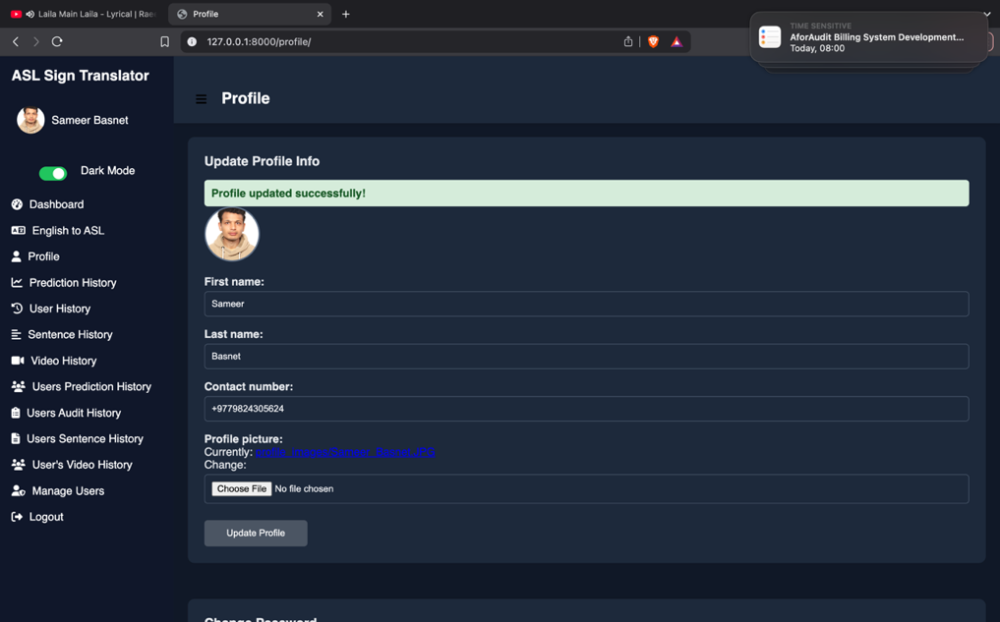 Laila Main Laila - Lyrical | Raee
Profile
127.0.0.1:8000/profile/
TIME SENSITIVE
AforAudit Billing System Development...
Today, 08:00
ASL Sign Translator
Sameer Basnet
Dark Mode
Dashboard
English to ASL
Profile
Prediction History
User History
Sentence History
Video History
Users Prediction History
Users Audit History
Users Sentence History
User's Video History
Manage Users
Logout
Profile
Update Profile Info
Profile updated successfully!
First name:
Sameer
Last name:
Basnet
Contact number:
+9779824305624
Profile picture:
Currently: profile_images/Sameer_Basnet.JPG
Change:
Choose File No file chosen
Update Profile
Change Password